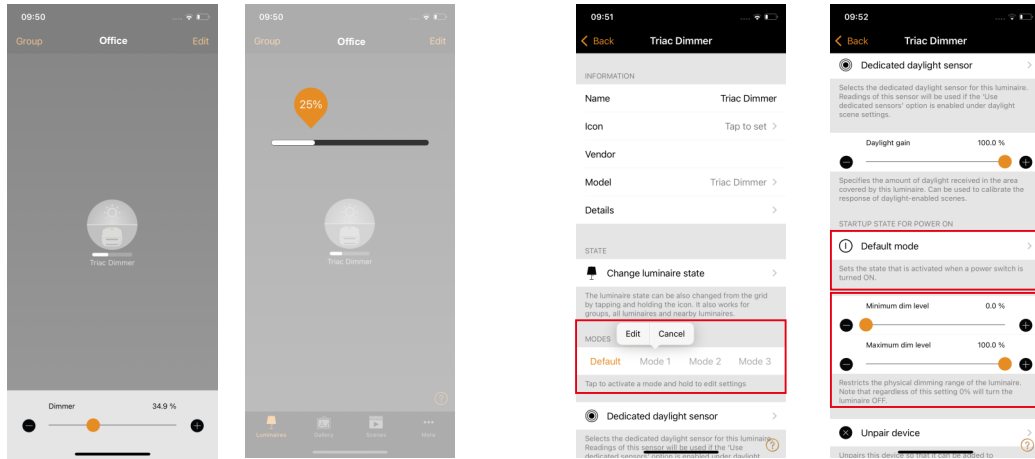 09:50
Group Office Edit
Triac Dimmer
Dimmer 34.9 %
09:50
Group Office Edit
25%
Triac Dimmer
?
Luminaires Gallery Scenes More
09:51
Back Triac Dimmer
INFORMATION
Name Triac Dimmer
Icon Tap to set
Vendor
Model Triac Dimmer
Details
STATE
Change luminaire state
The luminaire state can be also changed from the grid
by tapping and holding the icon. It also works for
groups, all luminaires and nearby luminaires.
MODES
Edit Cancel
Default Mode 1 Mode 2 Mode 3
Tap to activate a mode and hold to edit settings
Dedicated daylight sensor
Selects the dedicated daylight sensor for this luminaire.
Readings of this sensor will be used if the 'Use
dedicated sensors' option is enabled under daylight
?
09:52
Back Triac Dimmer
Dedicated daylight sensor
Selects the dedicated daylight sensor for this luminaire.
Readings of this sensor will be used if the 'Use
dedicated sensors' option is enabled under daylight
scene settings.
Daylight gain 100.0 %
Specifies the amount of daylight received in the area
covered by this luminaire. Can be used to calibrate the
response of daylight-enabled scenes.
STARTUP STATE FOR POWER ON
Default mode
Sets the state that is activated when a power switch is
turned ON.
Minimum dim level 0.0 %
Maximum dim level 100.0 %
Restricts the physical dimming range of the luminaire.
Note that regardless of this setting 0% will turn the
luminaire OFF.
Unpair device
?
Unpairs this device so that it can be added to